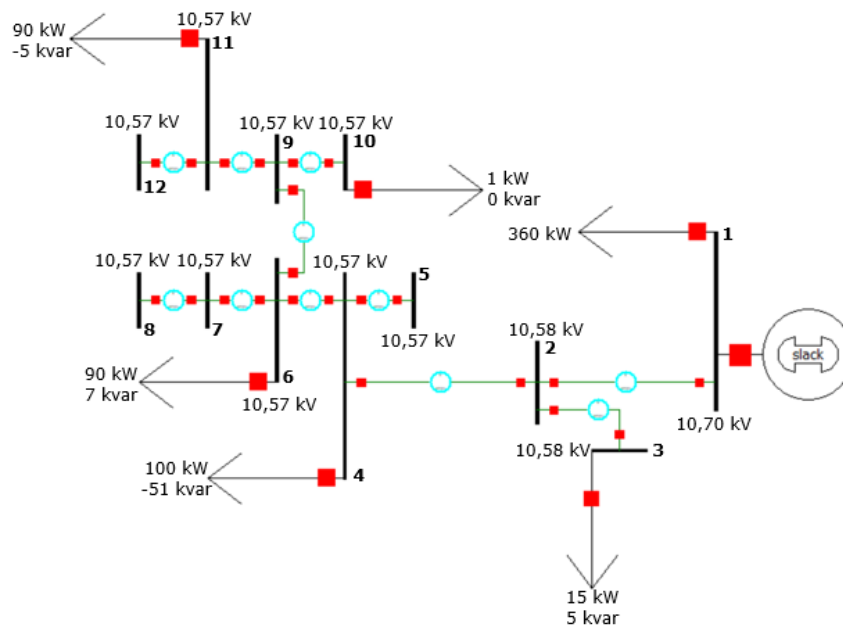 90 kW
-5 kvar
10,57 kV
11
10,57 kV
12
10,57 kV
9
10,57 kV
10
1 kW
0 kvar
360 kW
1
slack
10,70 kV
10,57 kV
8
10,57 kV
7
10,57 kV
5
10,57 kV
10,58 kV
2
90 kW
7 kvar
6
10,57 kV
100 kW
-51 kvar
4
10,58 kV
3
15 kW
5 kvar